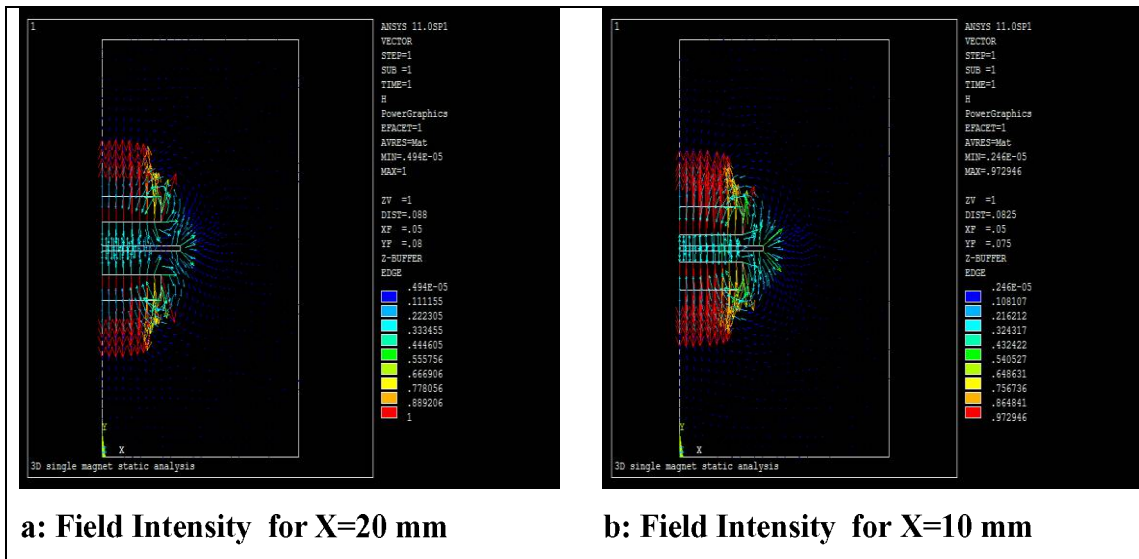 1
ANSYS 11.0SP1
VECTOR
STEP=1
SUB =1
TIME=1
H
PowerGraphics
EFACET=1
AVRES=Mat
MIN=.494E-05
MAX=1
ZV =1
DIST=.088
XF =.05
YF =.08
Z-BUFFER
EDGE
.494E-05
.111155
.222305
.333455
.444605
.555756
.666906
.778056
.889206
1
Y
X
3D single magnet static analysis
a: Field Intensity for X=20 mm
1
ANSYS 11.0SP1
VECTOR
STEP=1
SUB =1
TIME=1
H
PowerGraphics
EFACET=1
AVRES=Mat
MIN=.246E-05
MAX=.972946
ZV =1
DIST=.0825
XF =.05
YF =.075
Z-BUFFER
EDGE
.246E-05
.108107
.216212
.324317
.432422
.540527
.648631
.756736
.864841
.972946
Y
X
3D single magnet static analysis
b: Field Intensity for X=10 mm